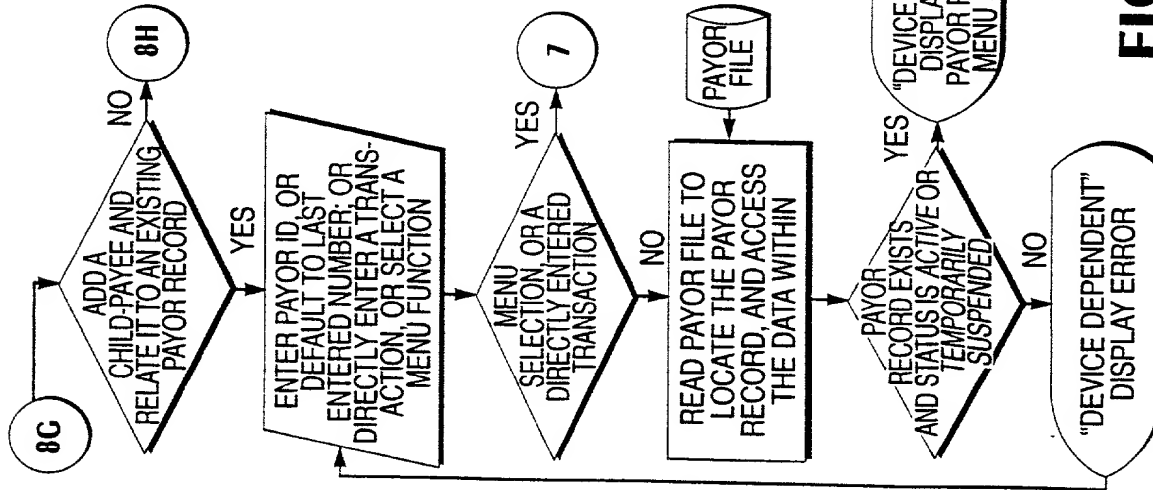 8G
ADD A
CHILD-PAYEE AND
RELATE IT TO AN EXISTING
PAYOR RECORD
NO
8H
YES
ENTER PAYOR ID, OR
DEFAULT TO LAST
ENTERED NUMBER; OR
DIRECTLY ENTER A TRANS-
ACTION, OR SELECT A
MENU FUNCTION
MENU
SELECTION, OR A
DIRECTLY ENTERED
TRANSACTION
YES
7
NO
READ PAYOR FILE TO
LOCATE THE PAYOR
RECORD, AND ACCESS
THE DATA WITHIN
PAYOR
FILE
PAYOR
RECORD EXISTS
AND STATUS IS ACTIVE OR
TEMPORARILY
SUSPENDED
YES
"DEVICE
DISPLA
PAYOR
MENU
NO
"DEVICE DEPENDENT"
DISPLAY ERROR
FIG